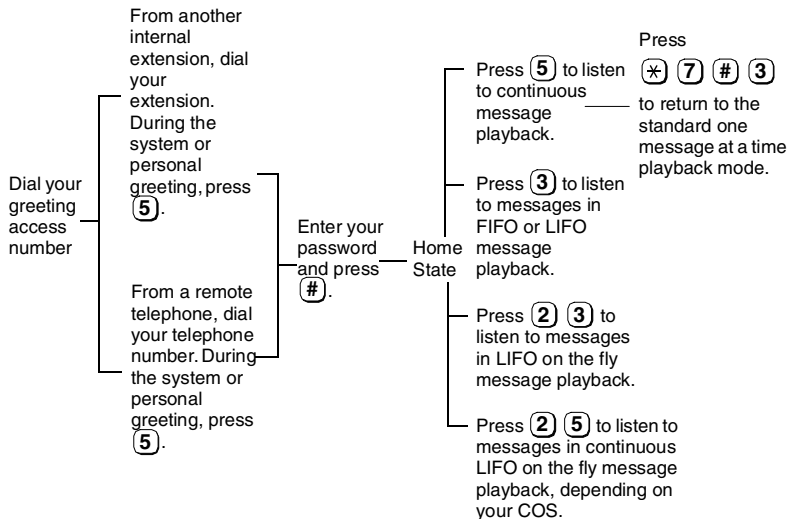 Dial your
greeting
access
number
From another
internal
extension, dial
your
extension.
During the
system or
personal
greeting, press
5.
From a remote
telephone, dial
your telephone
number. During
the system or
personal
greeting, press
5.
Enter your
password
and press
#.
Home
State
Press 5 to listen
to continuous
message
playback.
Press
* 7 # 3
to return to the
standard one
message at a time
playback mode.
Press 3 to listen
to messages in
FIFO or LIFO
message
playback.
Press 2 3 to
listen to messages
in LIFO on the fly
message playback.
Press 2 5 to listen to
messages in continuous
LIFO on the fly message
playback, depending on
your COS.